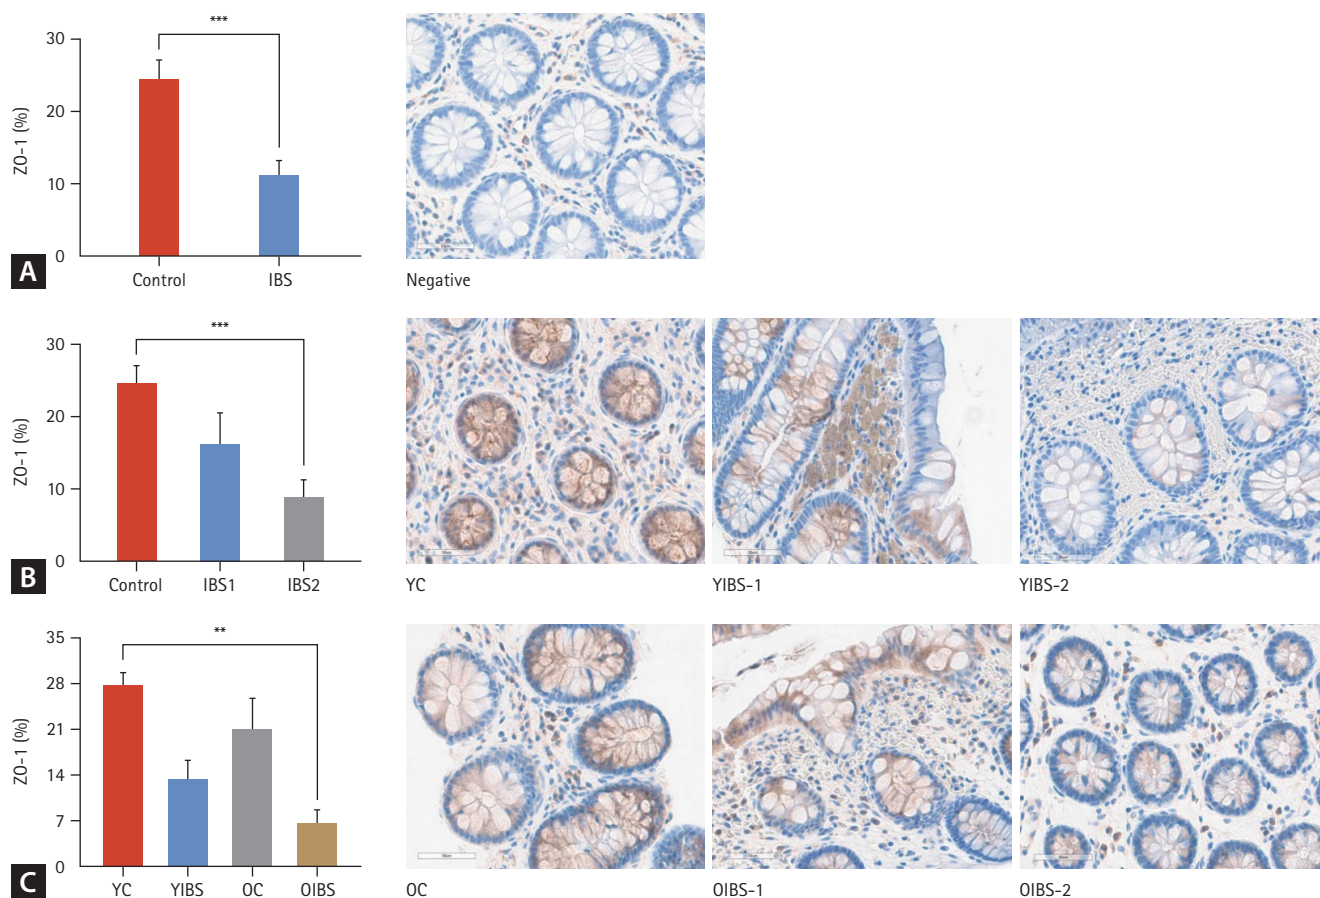 ***
30
20
10
0
ZO-1 (%)
Control
IBS
A
Negative
***
30
20
10
0
ZO-1 (%)
Control
IBS1
IBS2
B
YC
YIBS-1
YIBS-2
**
35
28
21
14
7
0
ZO-1 (%)
YC
YIBS
OC
OIBS
C
OC
OIBS-1
OIBS-2